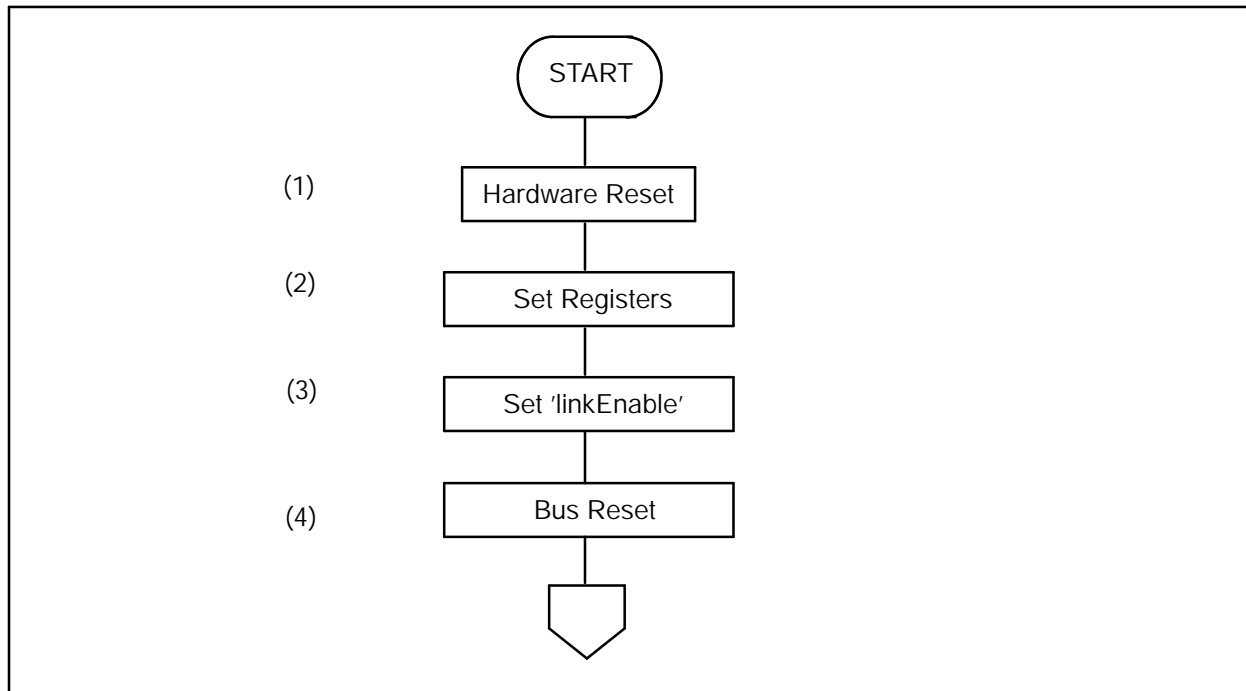 START
(1)
Hardware Reset
(2)
Set Registers
(3)
Set 'linkEnable'
(4)
Bus Reset